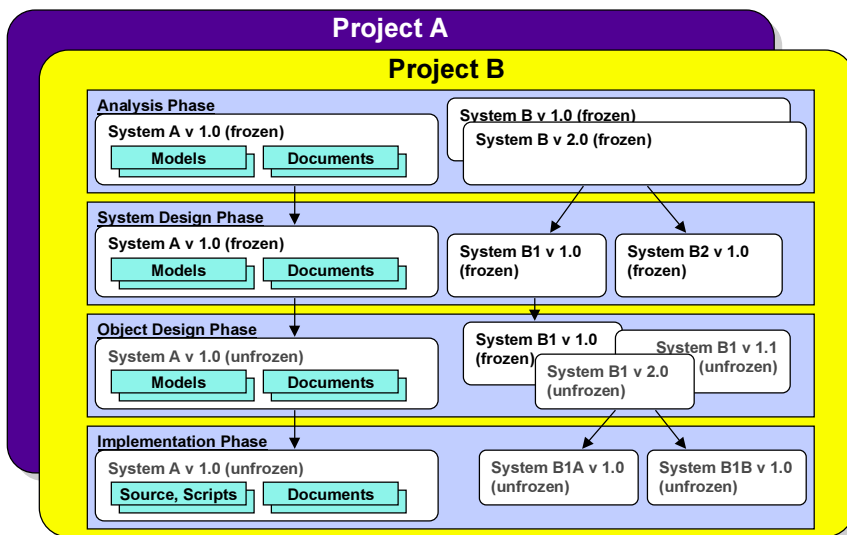 Project A
Project B
Analysis Phase
System A v 1.0 (frozen)
Models
Documents
System B v 1.0 (frozen)
System B v 2.0 (frozen)
System Design Phase
System A v 1.0 (frozen)
Models
Documents
System B1 v 1.0
(frozen)
System B2 v 1.0
(frozen)
Object Design Phase
System A v 1.0 (unfrozen)
Models
Documents
System B1 v 1.0
(frozen)
System B1 v 1.1
(unfrozen)
System B1 v 2.0
(unfrozen)
Implementation Phase
System A v 1.0 (unfrozen)
Source, Scripts
Documents
System B1A v 1.0
(unfrozen)
System B1B v 1.0
(unfrozen)